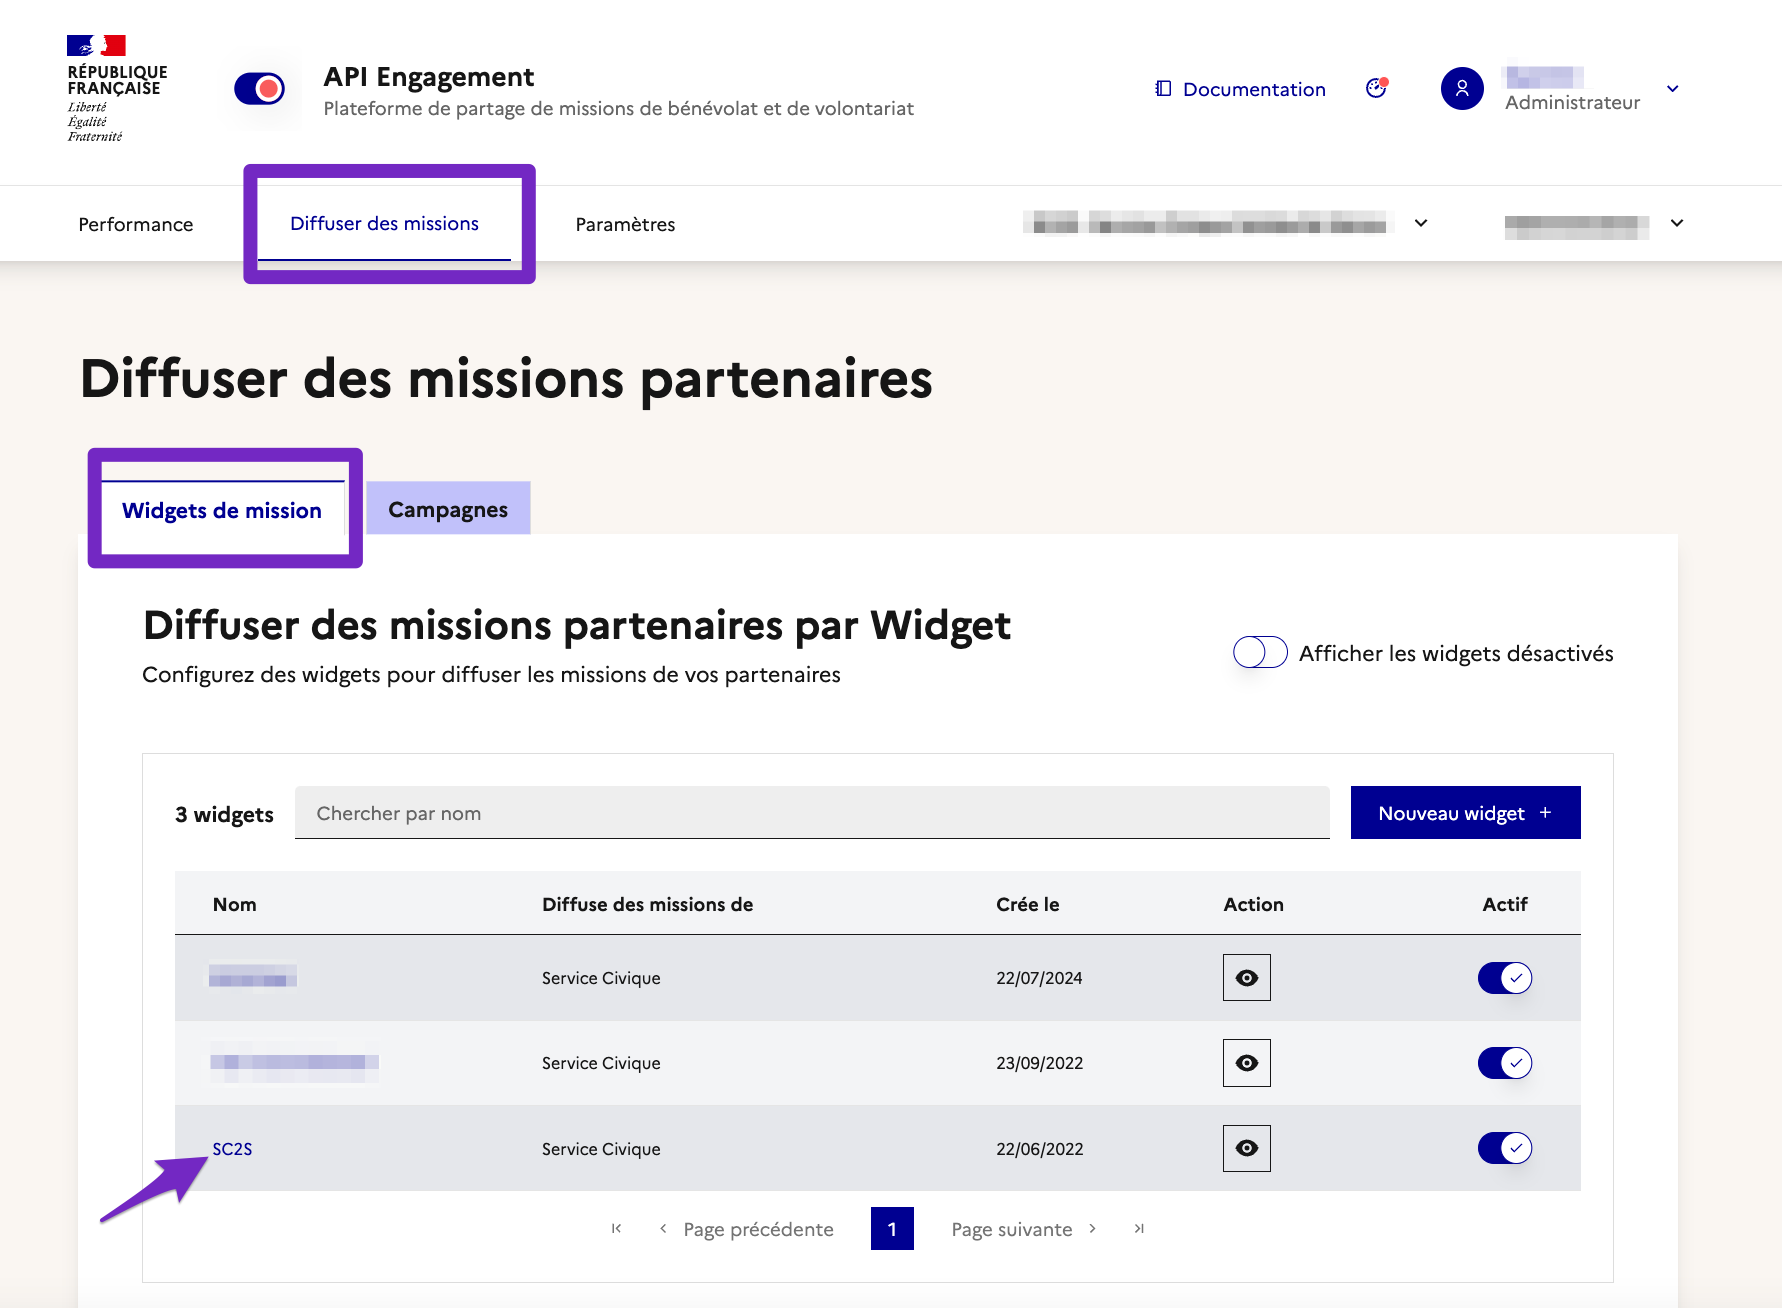 RÉPUBLIQUE
FRANÇAISE
Liberté
Égalité
Fraternité
API Engagement
Plateforme de partage de missions de bénévolat et de volontariat
Documentation
Administrateur
Performance
Diffuser des missions
Paramètres
Diffuser des missions partenaires
Widgets de mission
Campagnes
Diffuser des missions partenaires par Widget
Configurez des widgets pour diffuser les missions de vos partenaires
Afficher les widgets désactivés
3 widgets
Chercher par nom
Nouveau widget +
Nom Diffuse des missions de Crée le Action Actif
Service Civique 22/07/2024
Service Civique 23/09/2022
SC2S Service Civique 22/06/2022
Page précédente 1 Page suivante